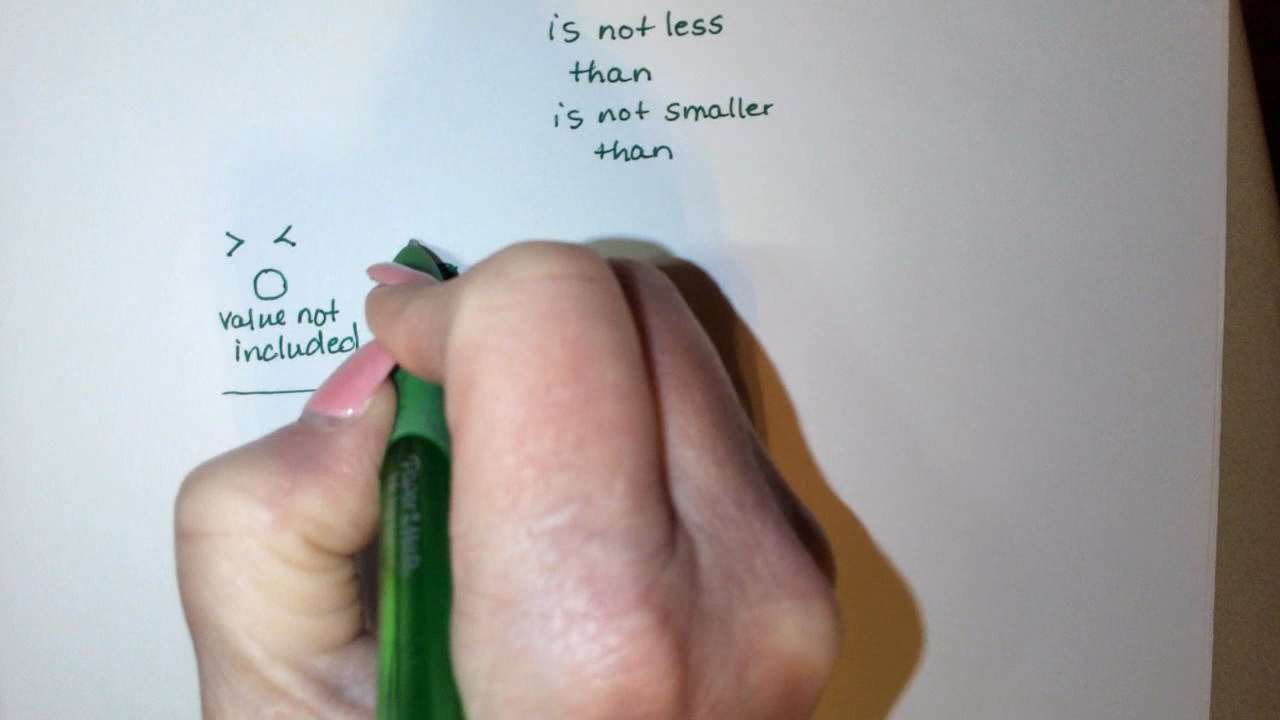 is not less
than
is not smaller
than
> <
O
value not
included